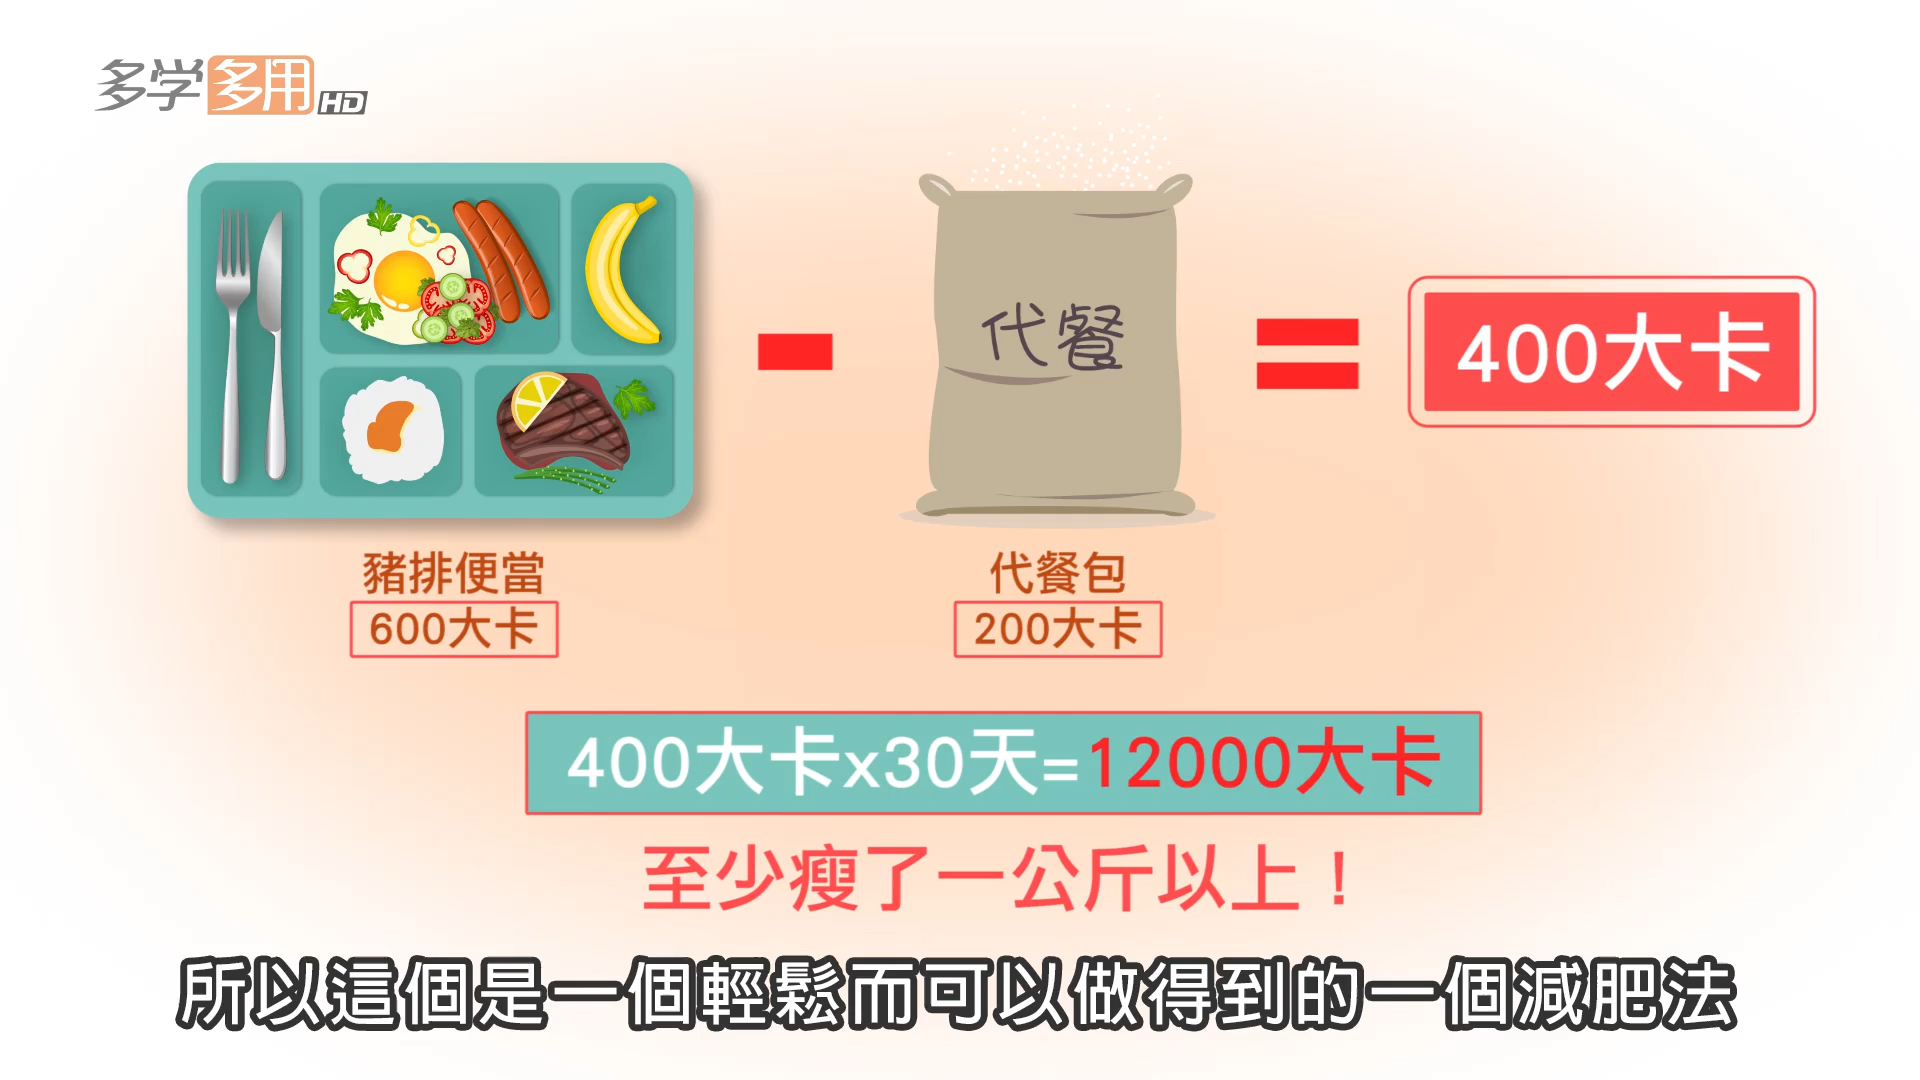 多学多用HD
代餐
400大卡
豬排便當
600大卡
代餐包
200大卡
400大卡x30天=12000大卡
至少瘦了一公斤以上！
所以這個是一個輕鬆而可以做得到的一個減肥法